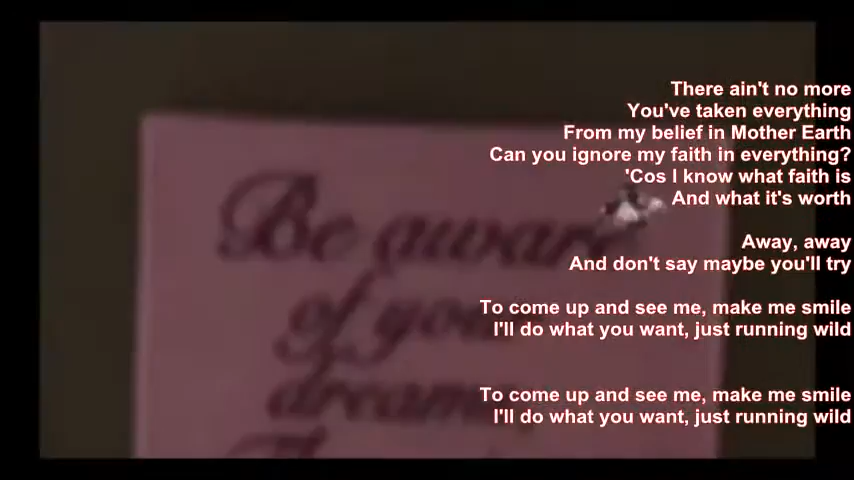 Be aware
of your
dreams
There ain't no more
You've taken everything
From my belief in Mother Earth
Can you ignore my faith in everything?
'Cos I know what faith is
And what it's worth
Away, away
And don't say maybe you'll try
To come up and see me, make me smile
I'll do what you want, just running wild
To come up and see me, make me smile
I'll do what you want, just running wild